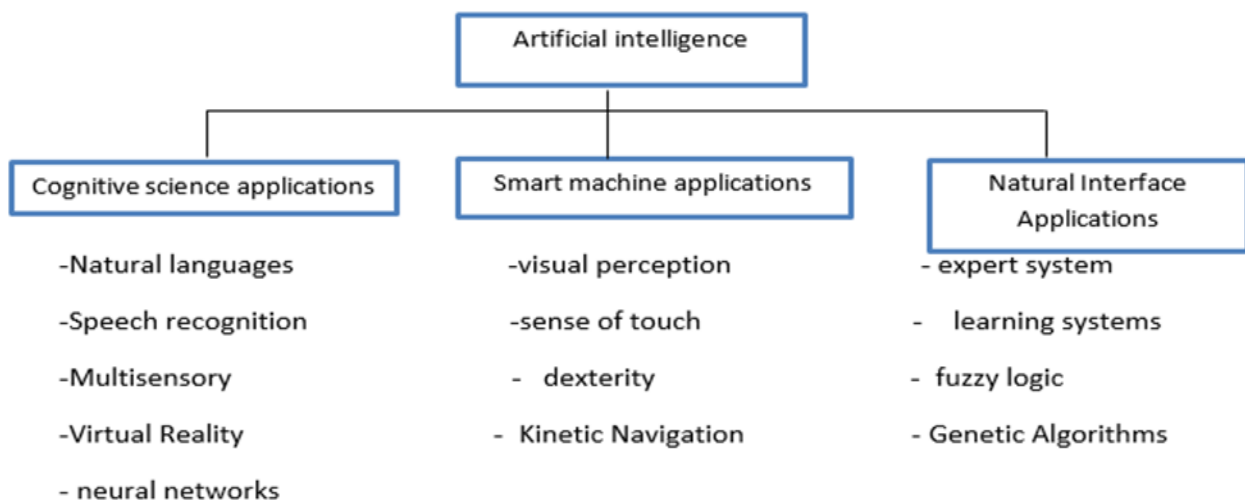 Artificial intelligence
Cognitive science applications
-Natural languages
-Speech recognition
-Multisensory
-Virtual Reality
- neural networks
Smart machine applications
-visual perception
-sense of touch
- dexterity
- Kinetic Navigation
Natural Interface
Applications
- expert system
- learning systems
- fuzzy logic
- Genetic Algorithms